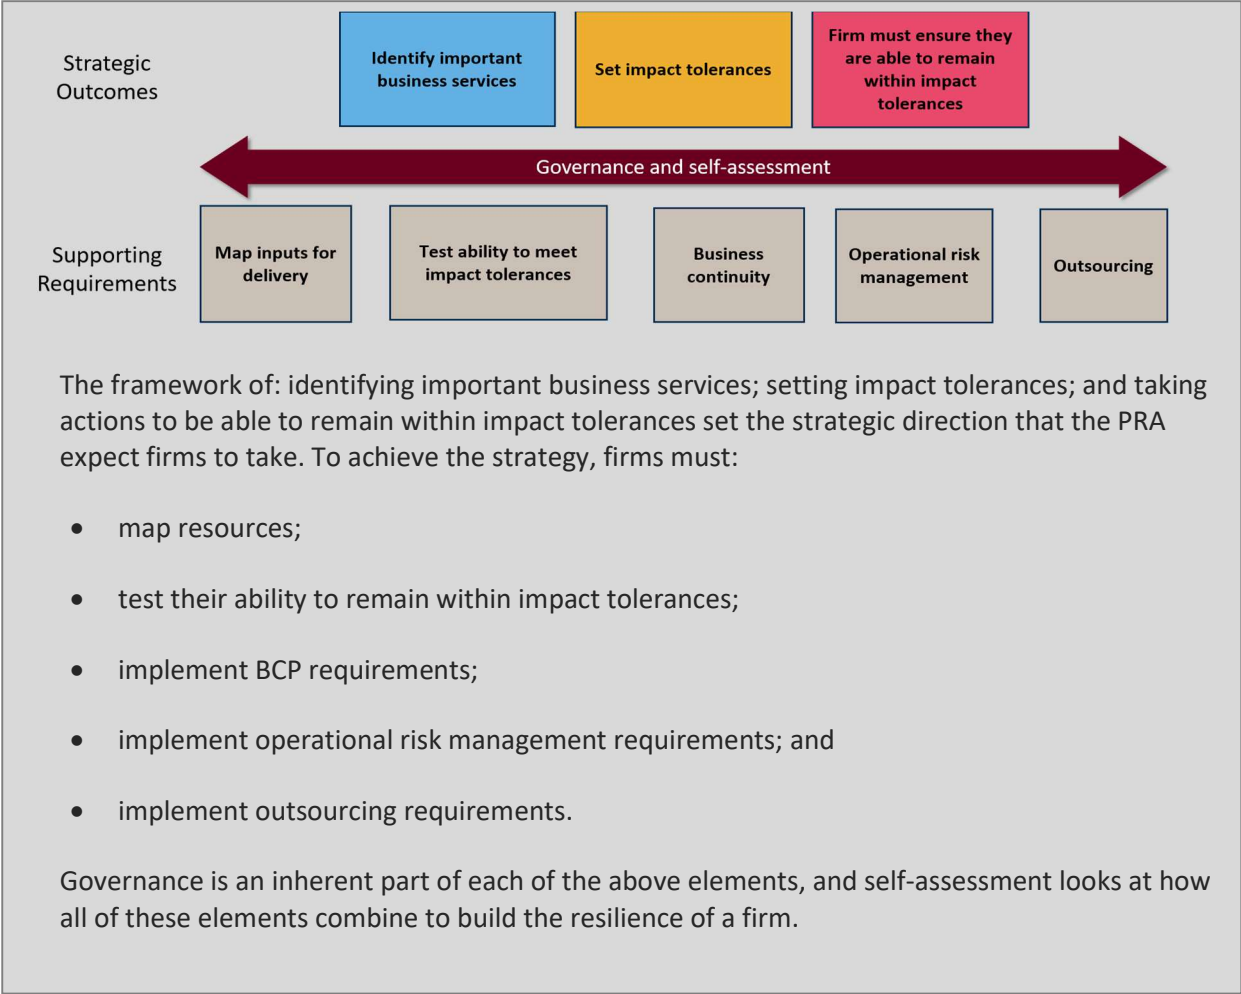 Strategic
Outcomes
Identify important
business services
Set impact tolerances
Firm must ensure they
are able to remain
within impact
tolerances
Governance and self-assessment
Supporting
Requirements
Map inputs for
delivery
Test ability to meet
impact tolerances
Business
continuity
Operational risk
management
Outsourcing
The framework of: identifying important business services; setting impact tolerances; and taking
actions to be able to remain within impact tolerances set the strategic direction that the PRA
expect firms to take. To achieve the strategy, firms must:
• map resources;
• test their ability to remain within impact tolerances;
• implement BCP requirements;
• implement operational risk management requirements; and
• implement outsourcing requirements.
Governance is an inherent part of each of the above elements, and self-assessment looks at how
all of these elements combine to build the resilience of a firm.